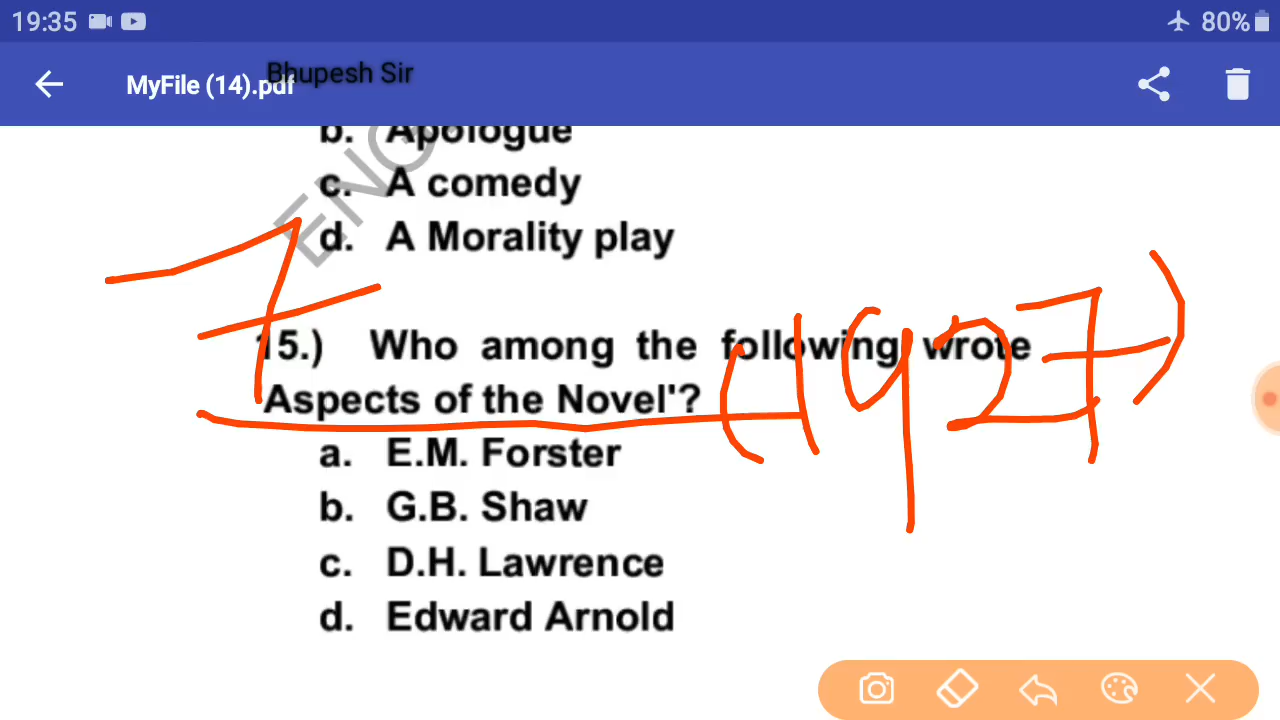 19:35 80%
Bhupesh Sir
MyFile (14).pdf
b. Apologue
c. A comedy
d. A Morality play
7
15.) Who among the following wrote
Aspects of the Novel'?
(1927)
a. E.M. Forster
b. G.B. Shaw
c. D.H. Lawrence
d. Edward Arnold